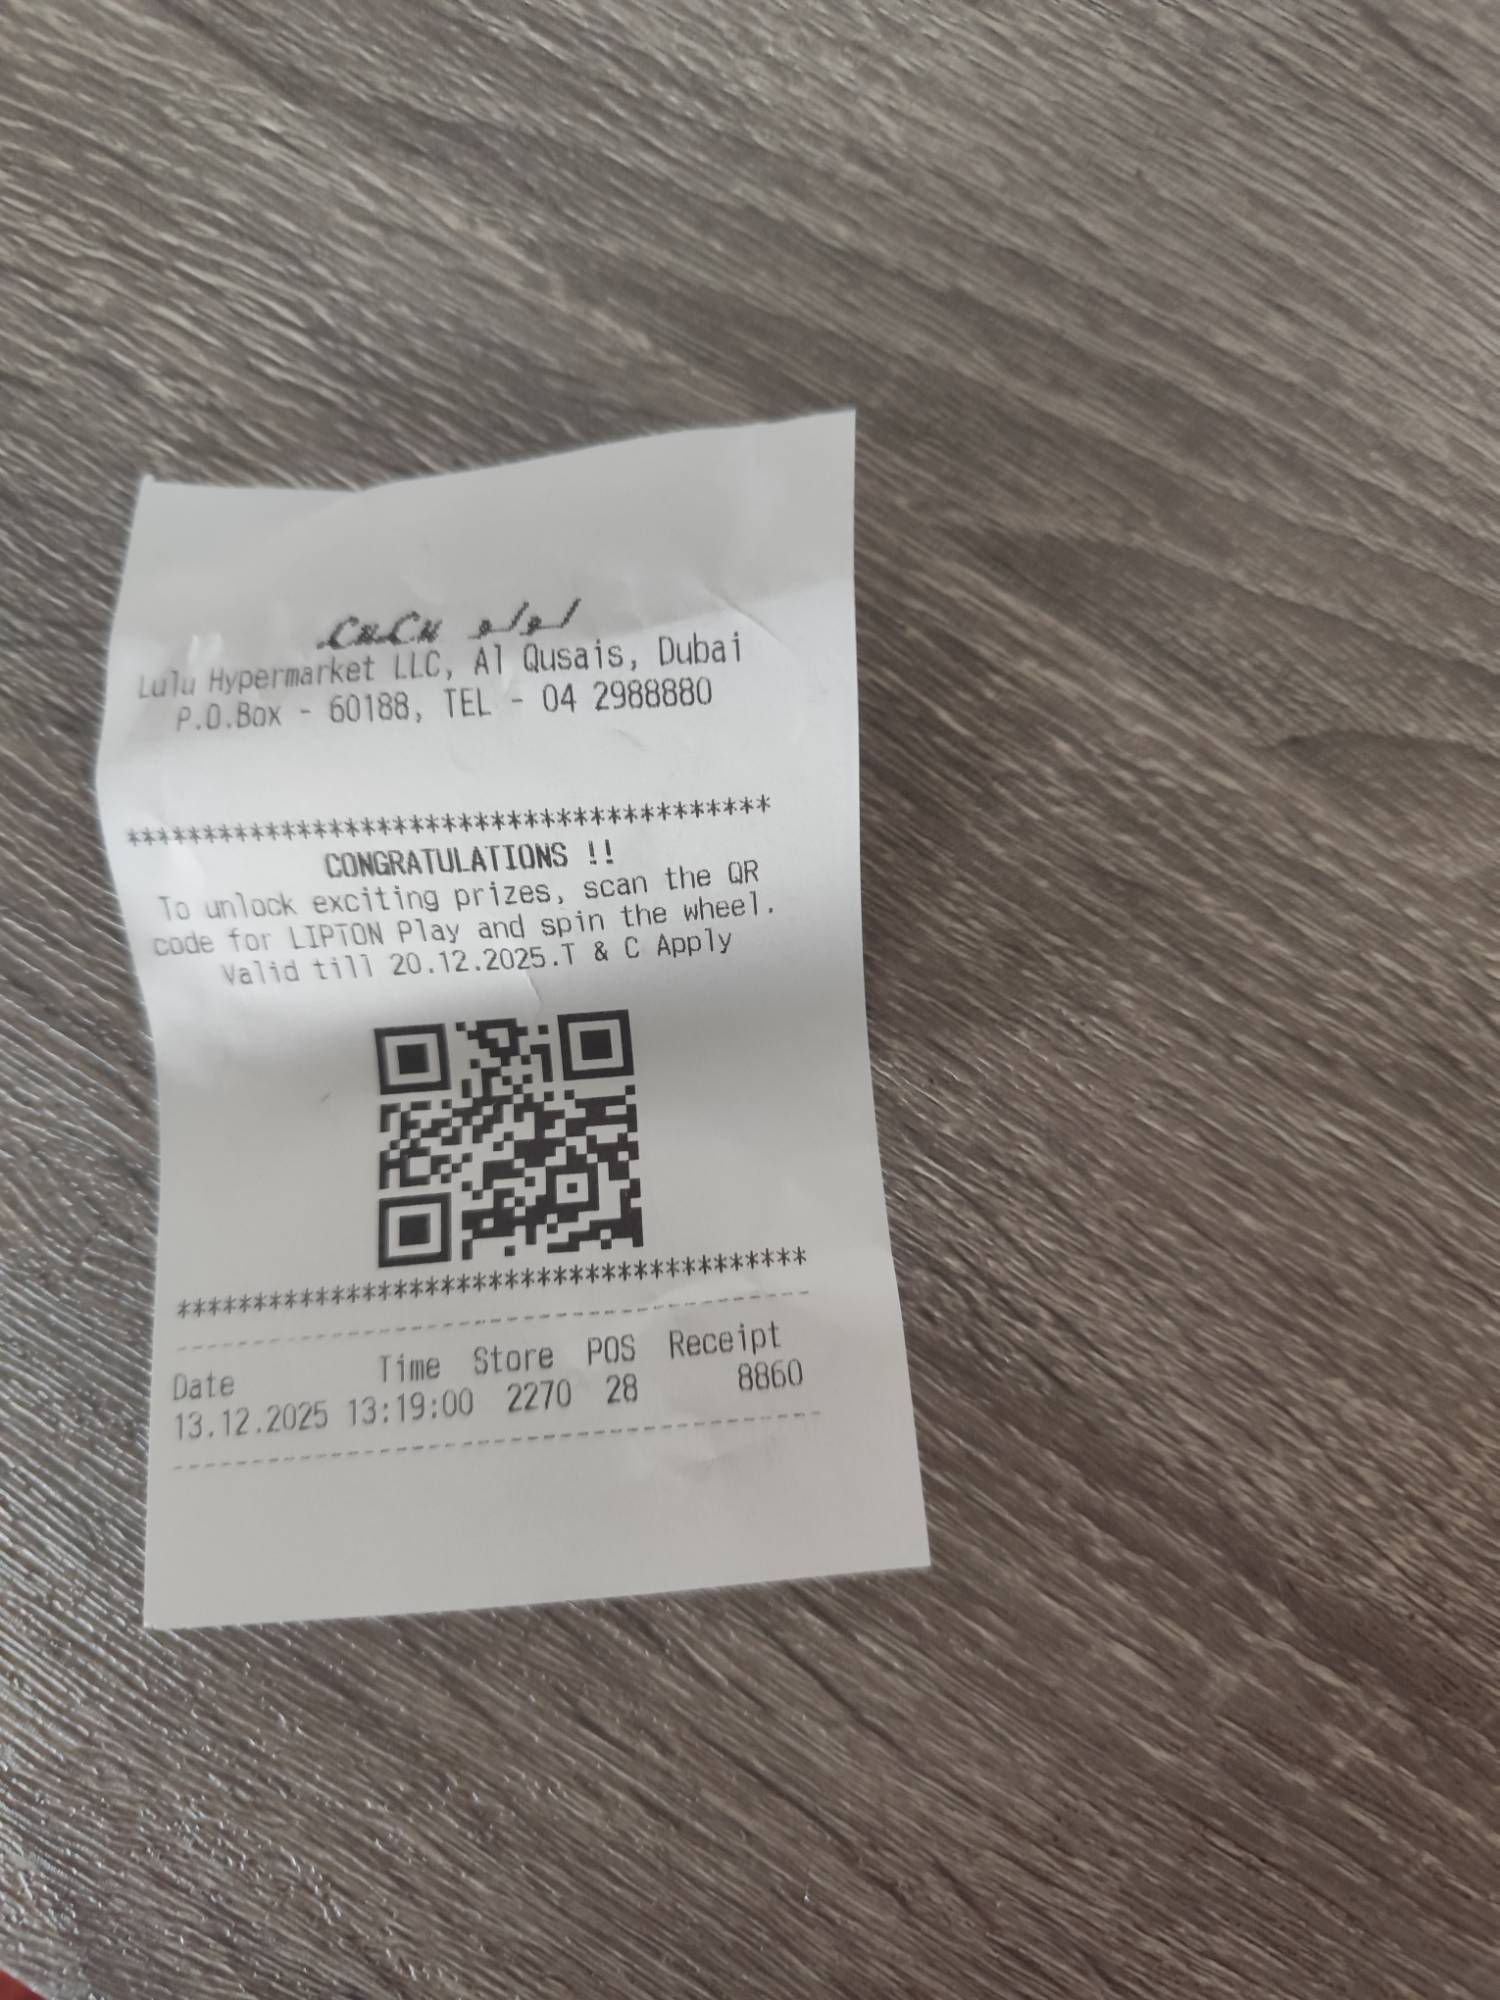 LuLu لولو
Lulu Hypermarket LLC, Al Qusais, Dubai
P.O.Box - 60188, TEL - 04 2988880
****************************************
CONGRATULATIONS !!
To unlock exciting prizes, scan the QR
code for LIPTON Play and spin the wheel.
Valid till 20.12.2025.T & C Apply
****************************************
----------------------------------------
Date Time Store POS Receipt
13.12.2025 13:19:00 2270 28 8860
----------------------------------------